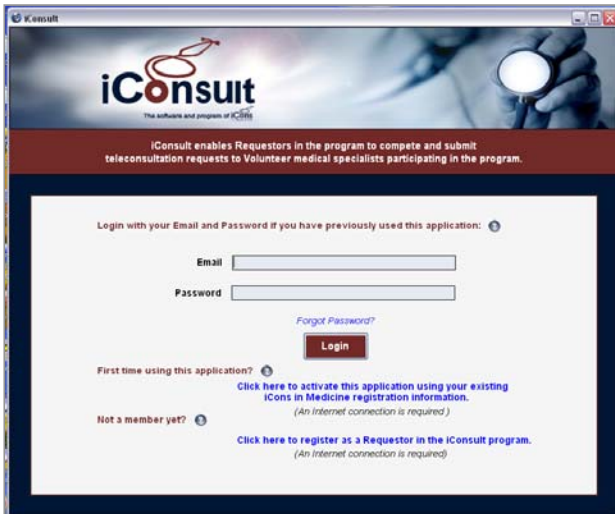 iConsult
iConsult
The software and program of iCons
iConsult enables Requestors in the program to compete and submit
teleconsultation requests to Volunteer medical specialists participating in the program.
Login with your Email and Password if you have previously used this application:
Email
Password
Forgot Password?
Login
First time using this application?
Click here to activate this application using your existing
iCons in Medicine registration information.
(An Internet connection is required )
Not a member yet?
Click here to register as a Requestor in the iConsult program.
(An Internet connection is required)